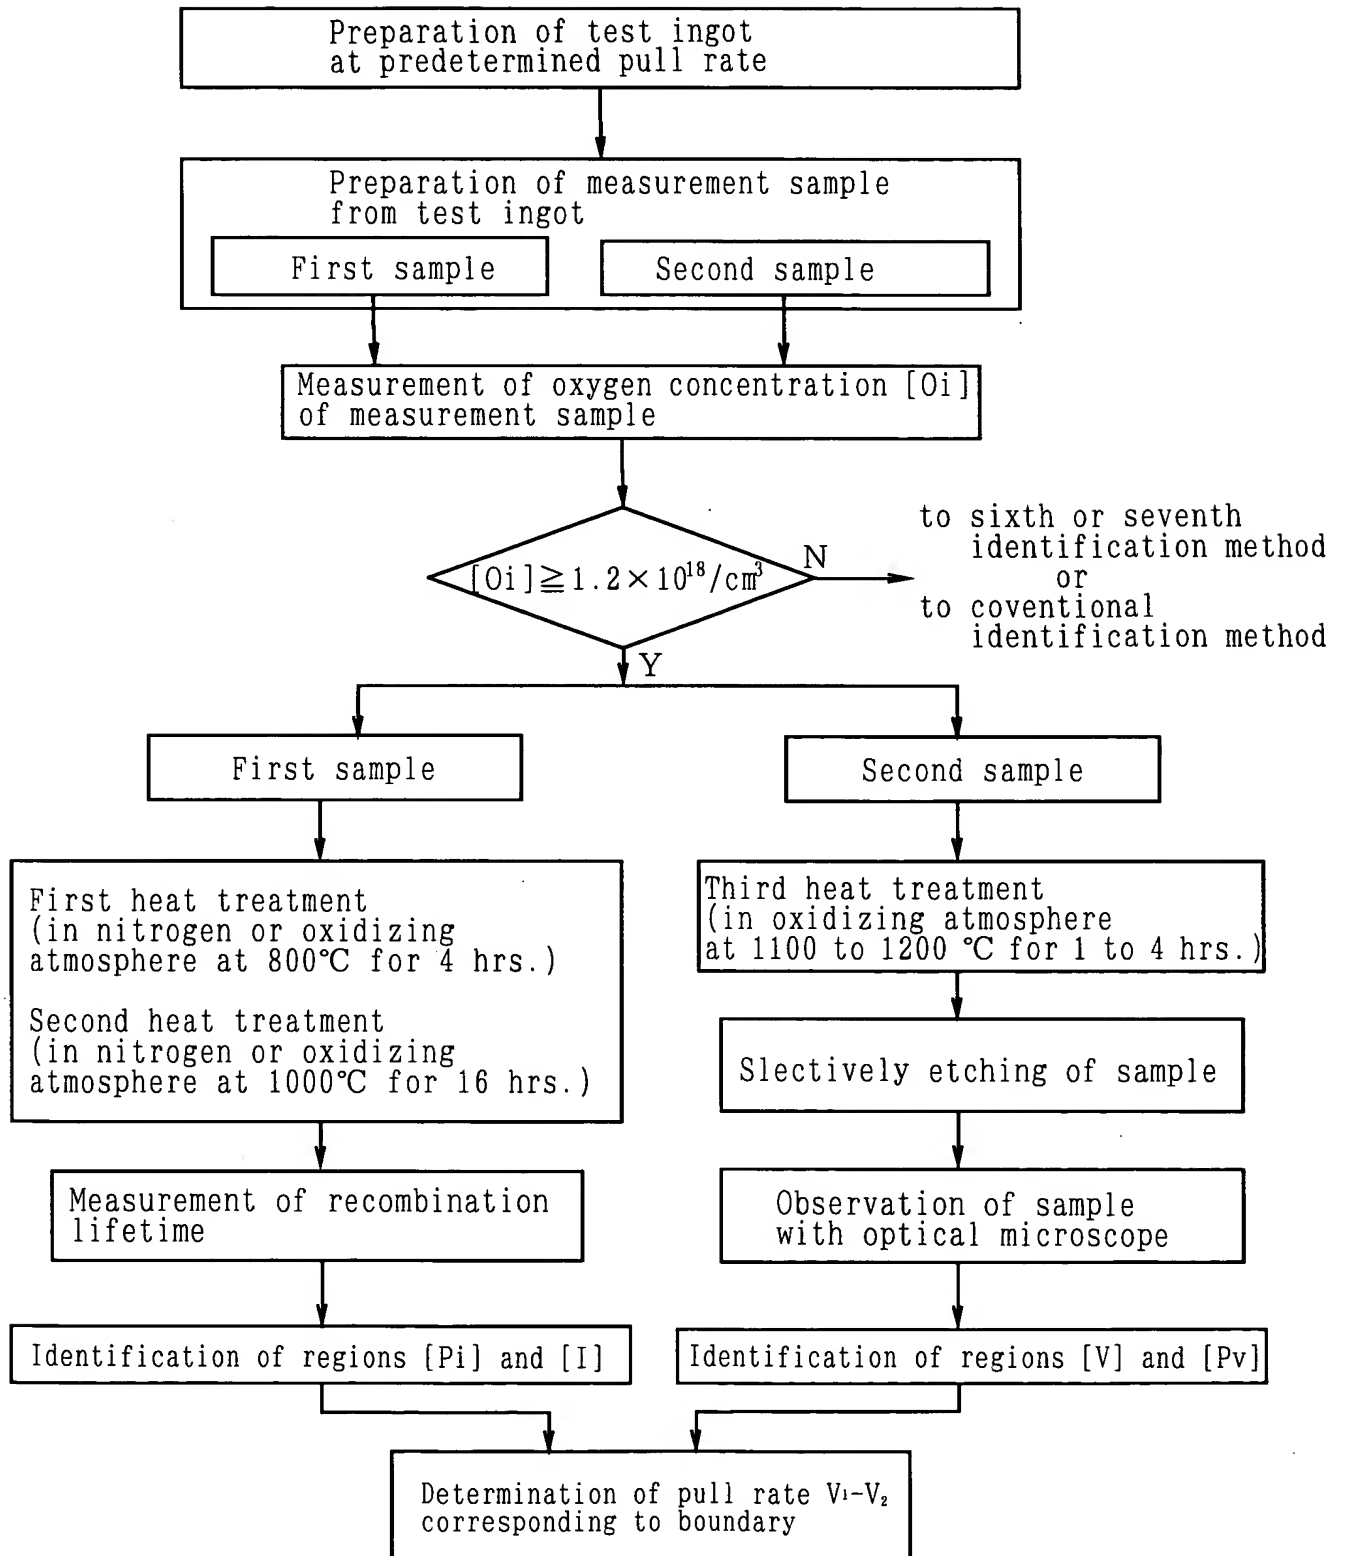 Preparation of test ingot
at predetermined pull rate
Preparation of measurement sample
from test ingot
First sample
Second sample
Measurement of oxygen concentration [Oi]
of measurement sample
[Oi]≧1.2×10¹⁸/cm³
N
to sixth or seventh
identification method
or
to coventional
identification method
Y
First sample
Second sample
First heat treatment
(in nitrogen or oxidizing
atmosphere at 800℃ for 4 hrs.)
Second heat treatment
(in nitrogen or oxidizing
atmosphere at 1000℃ for 16 hrs.)
Third heat treatment
(in oxidizing atmosphere
at 1100 to 1200 ℃ for 1 to 4 hrs.)
Slectively etching of sample
Measurement of recombination
lifetime
Observation of sample
with optical microscope
Identification of regions [Pi] and [I]
Identification of regions [V] and [Pv]
Determination of pull rate V₁-V₂
corresponding to boundary